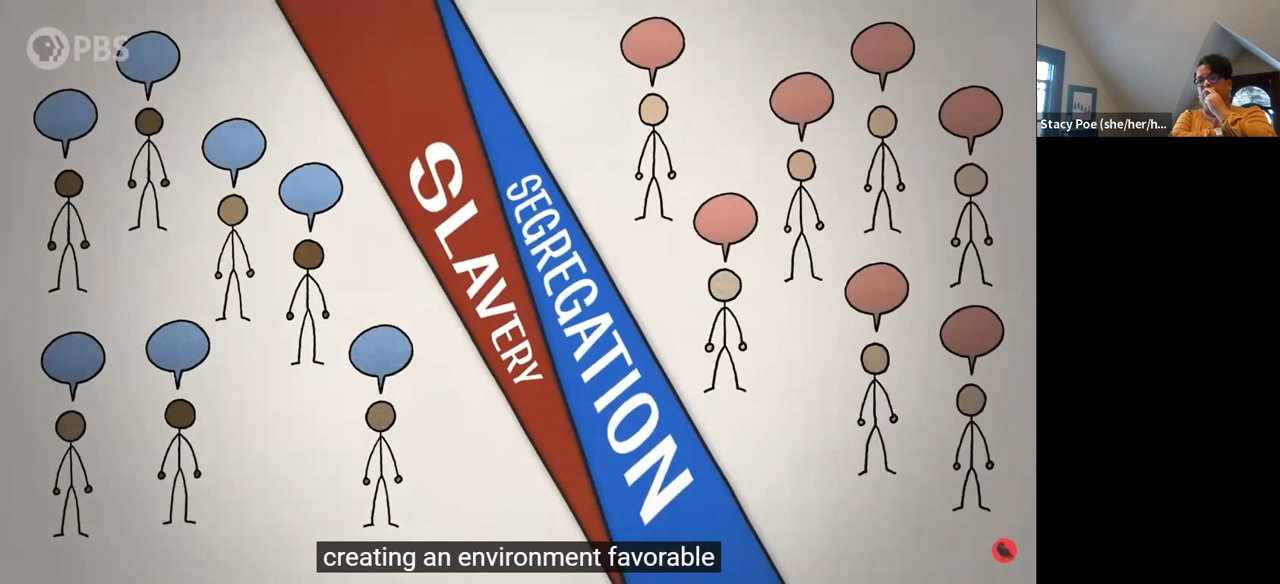 PBS
SLAVERY
SEGREGATION
creating an environment favorable
Stacy Poe (she/her/h...